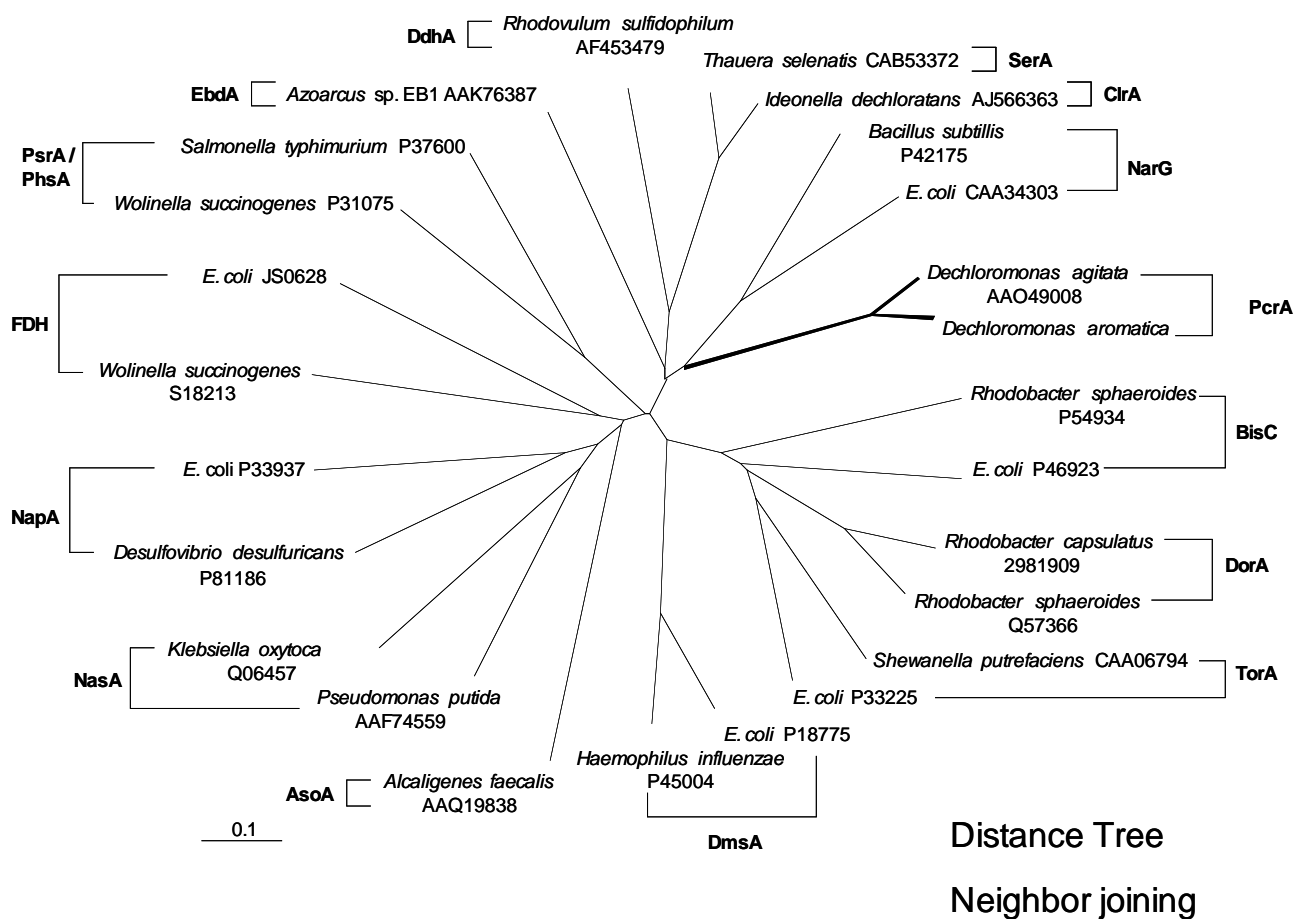 DdhA
Rhodovulum sulfidophilum
AF453479
Thauera selenatis CAB53372
SerA
EbdA
Azoarcus sp. EB1 AAK76387
Ideonella dechloratans AJ566363
ClrA
PsrA /
PhsA
Salmonella typhimurium P37600
Bacillus subtillis
P42175
NarG
Wolinella succinogenes P31075
E. coli CAA34303
FDH
E. coli JS0628
Dechloromonas agitata
AAO49008
PcrA
Dechloromonas aromatica
Wolinella succinogenes
S18213
Rhodobacter sphaeroides
P54934
BisC
E. coli P33937
E. coli P46923
NapA
Desulfovibrio desulfuricans
P81186
Rhodobacter capsulatus
2981909
DorA
Rhodobacter sphaeroides
Q57366
Klebsiella oxytoca
Q06457
NasA
Shewanella putrefaciens CAA06794
TorA
Pseudomonas putida
AAF74559
E. coli P33225
E. coli P18775
Haemophilus influenzae
P45004
AsoA
Alcaligenes faecalis
AAQ19838
DmsA
0.1
Distance Tree
Neighbor joining